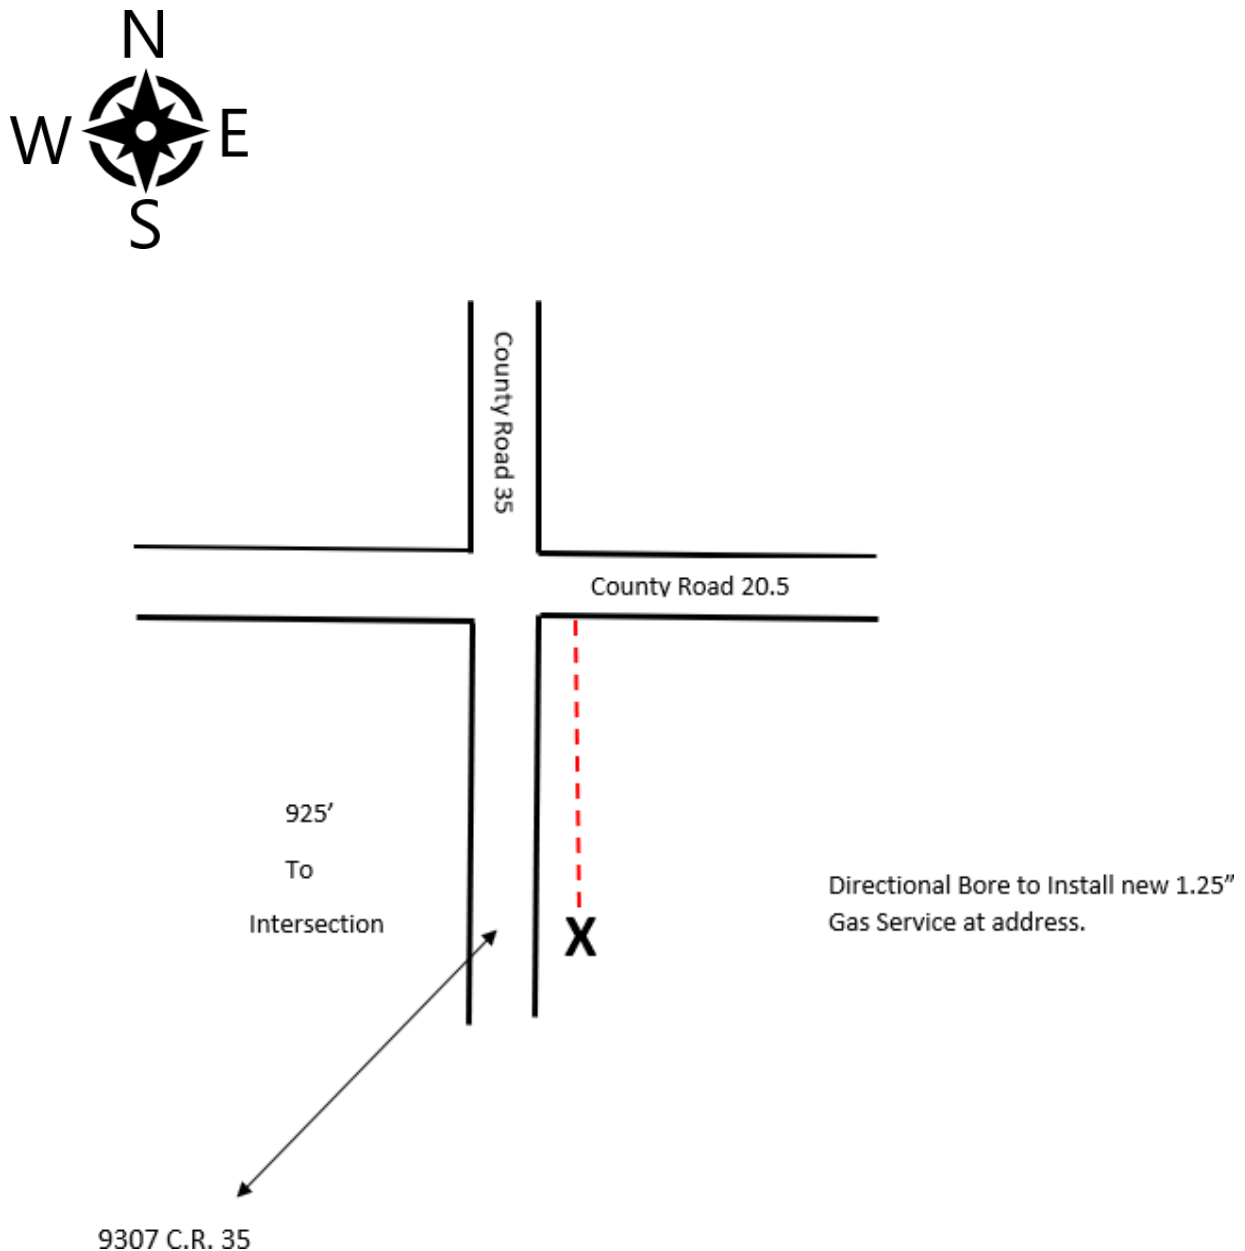 N
W
E
S
County Road 35
County Road 20.5
925’
To
Intersection
Directional Bore to Install new 1.25”
Gas Service at address.
X
9307 C.R. 35